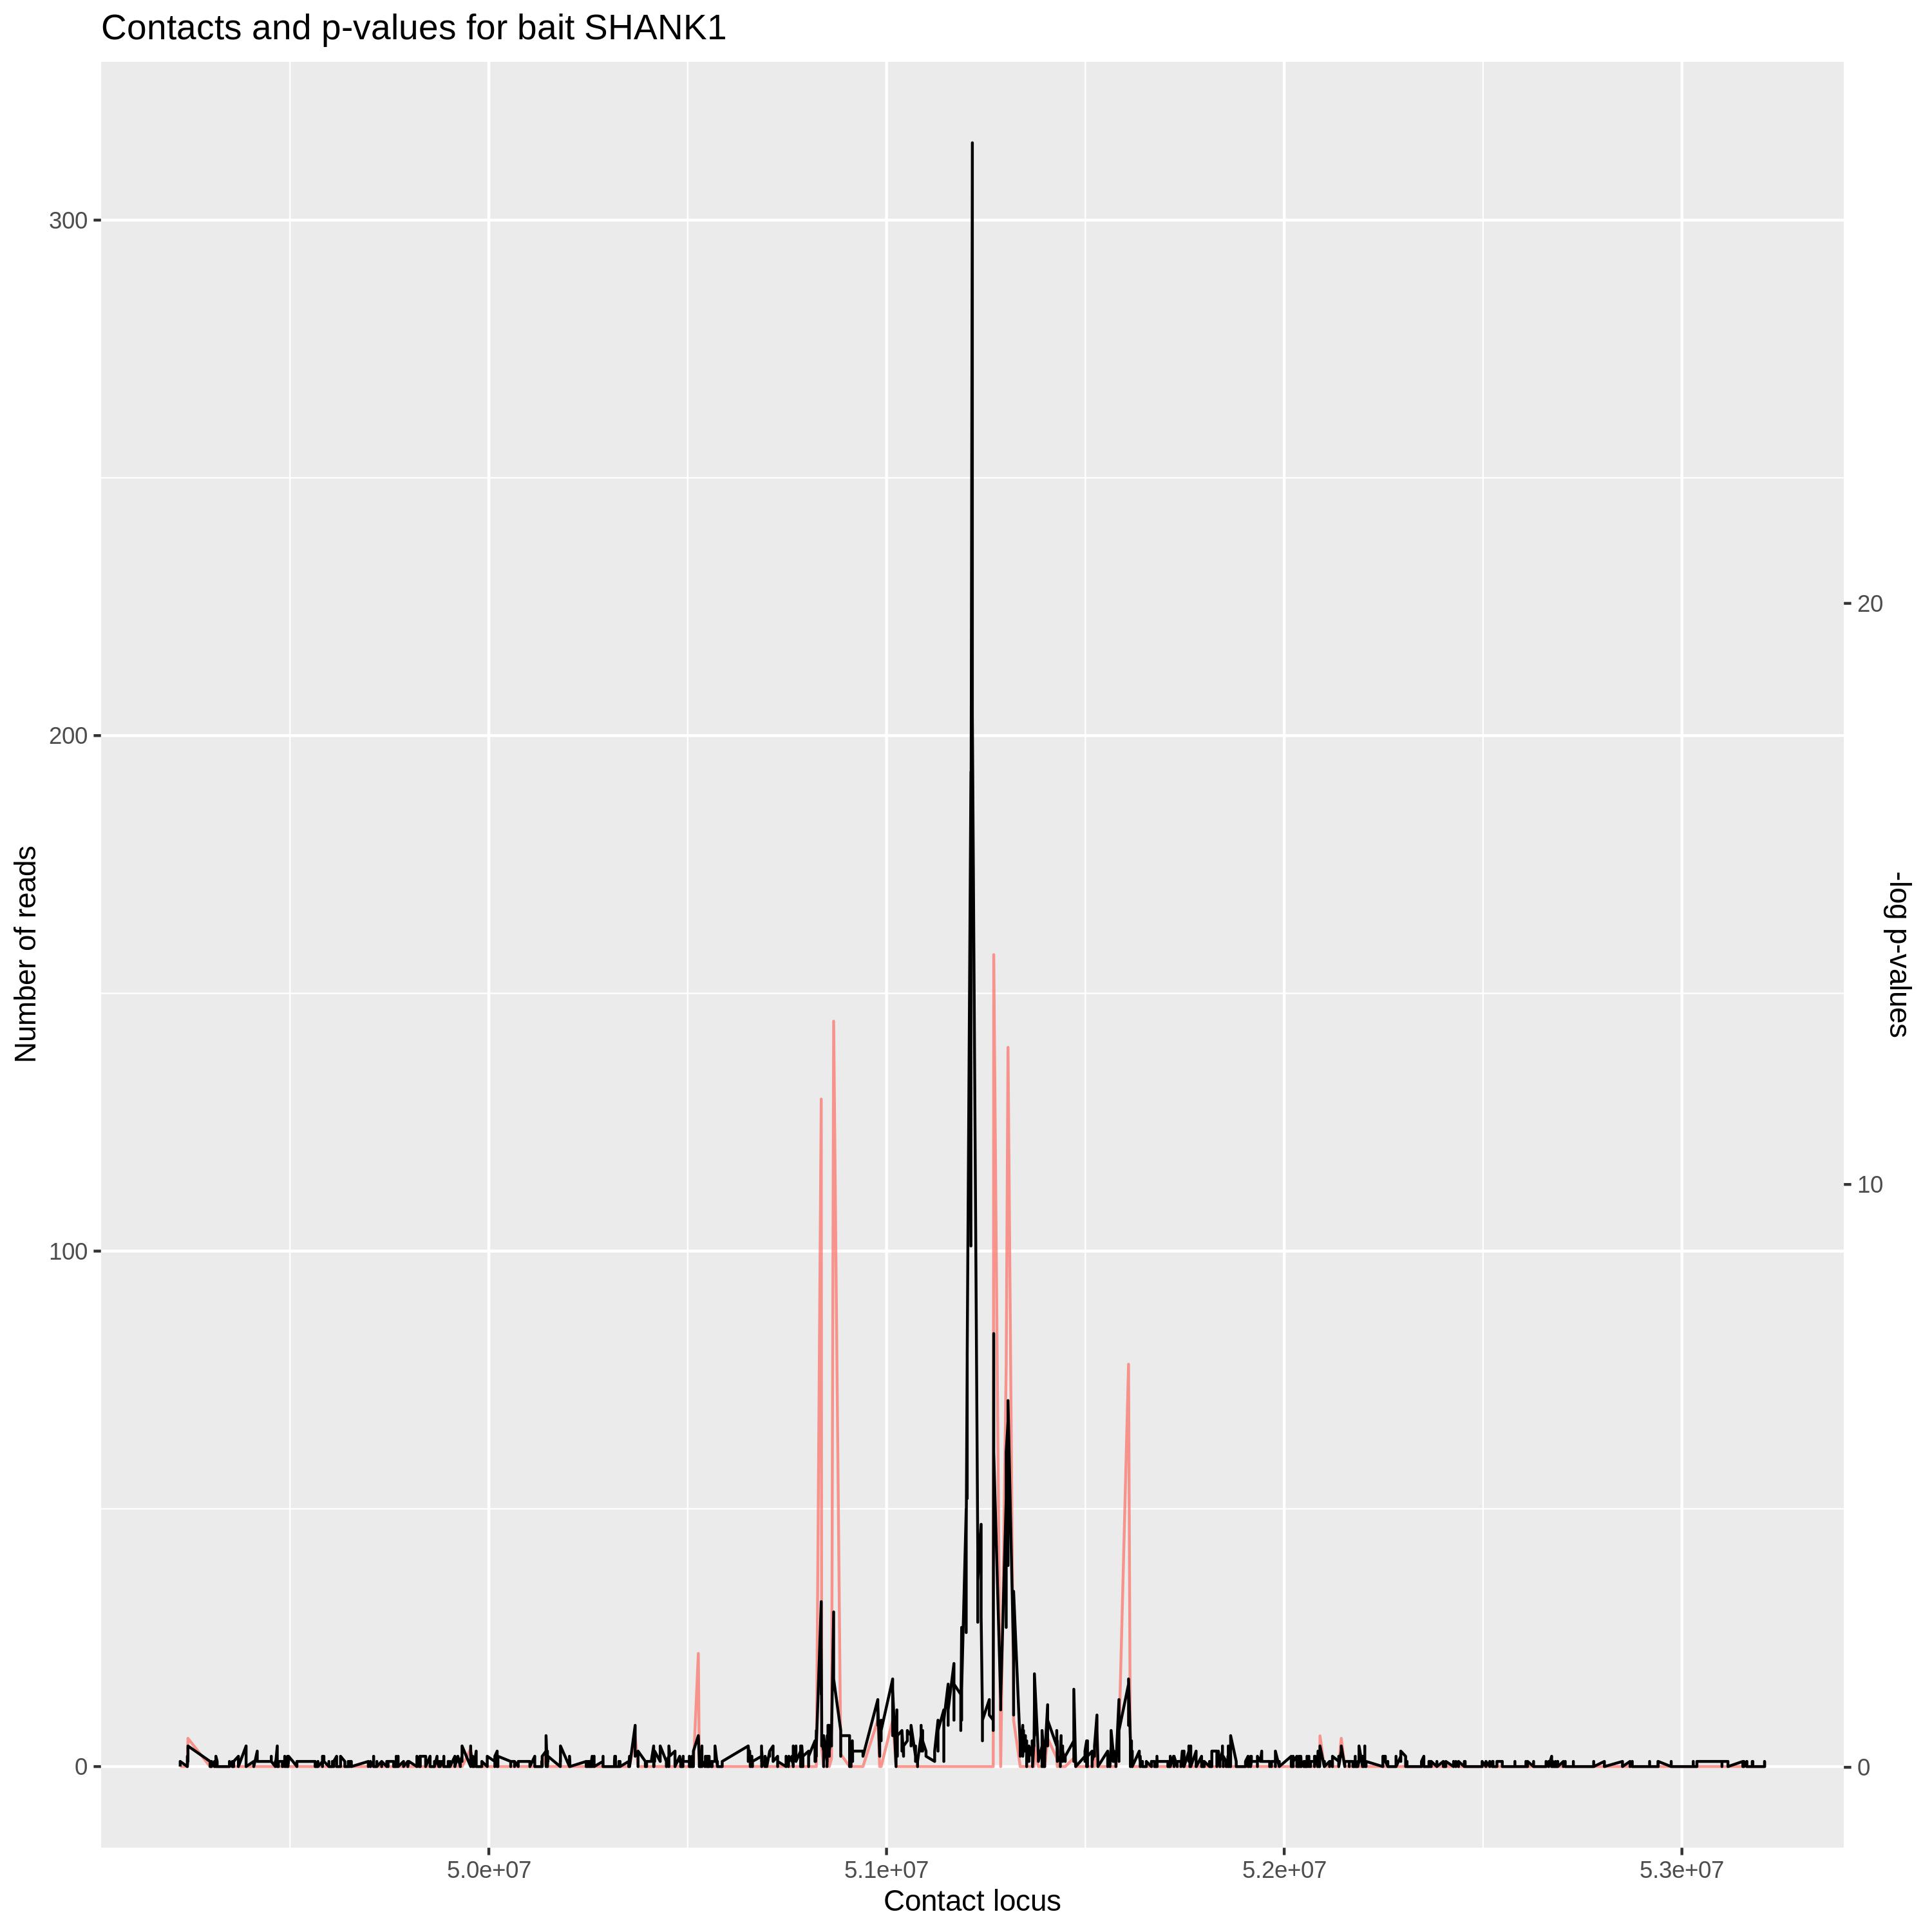 Contacts and p-values for bait SHANK1
300
200
100
0
Number of reads
20
10
0
-log p-values
5.0e+07
5.1e+07
5.2e+07
5.3e+07
Contact locus